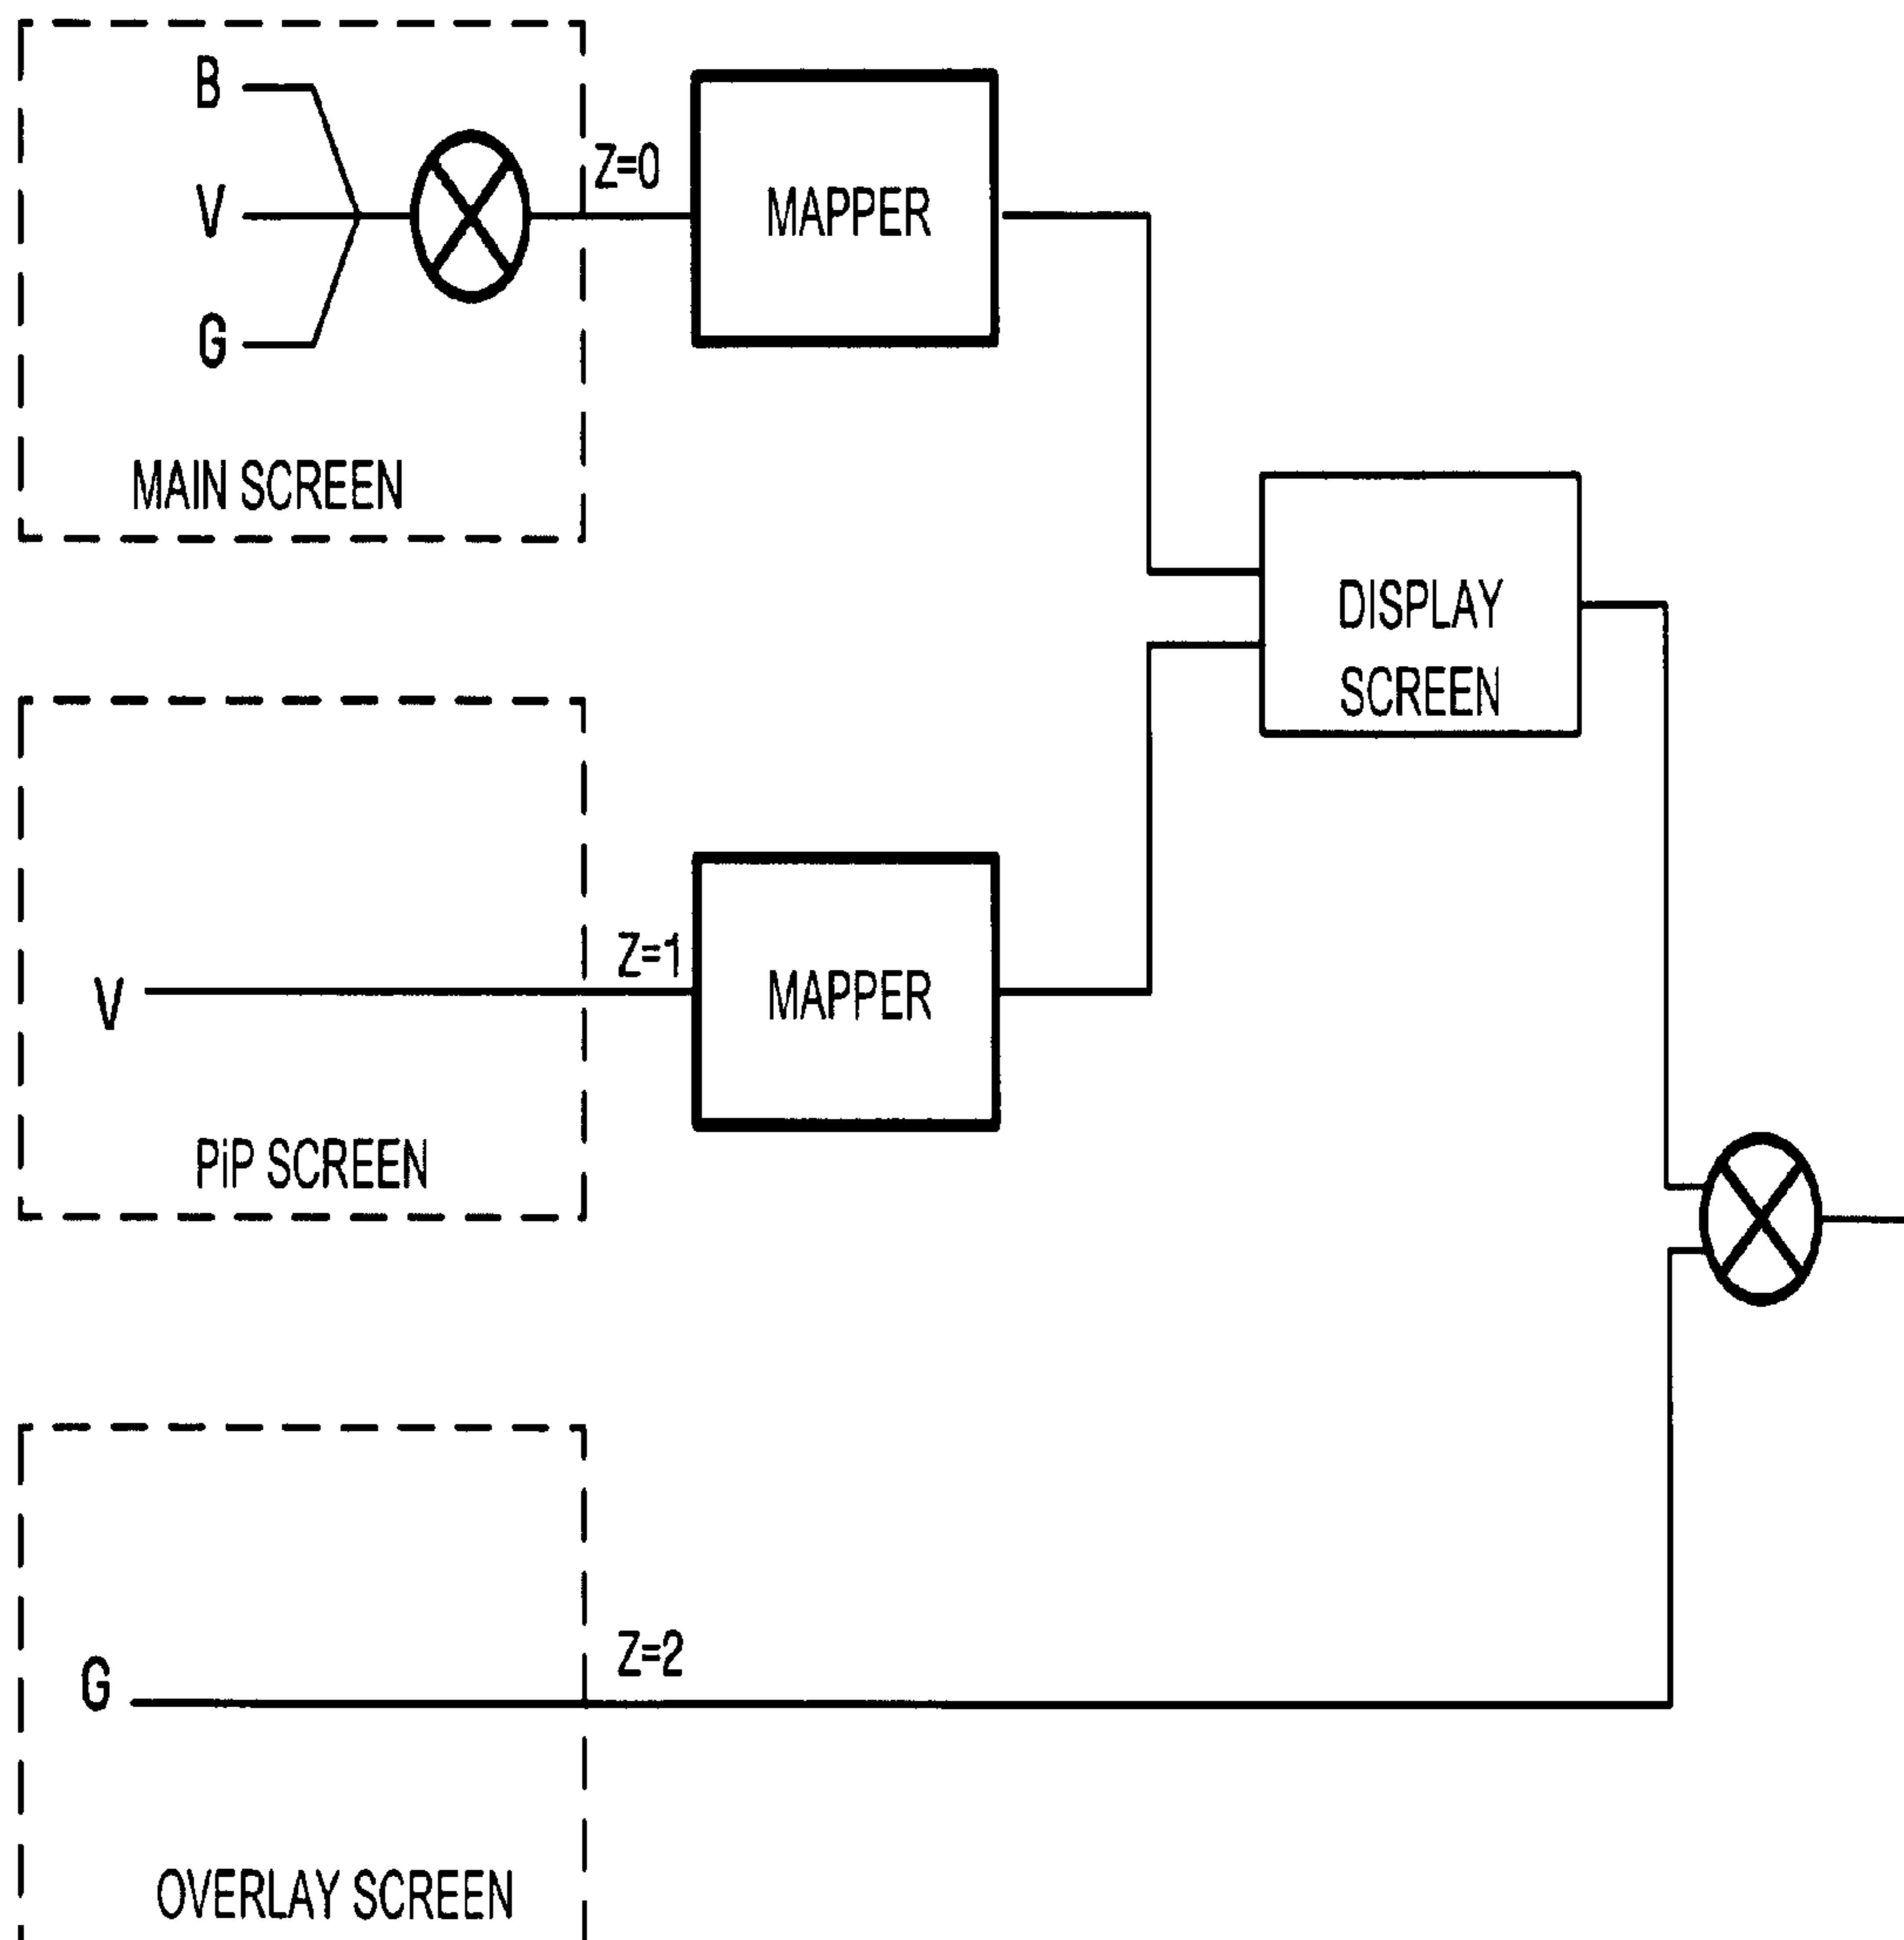 B
V
G
Z=0
MAPPER
MAIN SCREEN
DISPLAY
SCREEN
V
Z=1
MAPPER
PiP SCREEN
G
Z=2
OVERLAY SCREEN